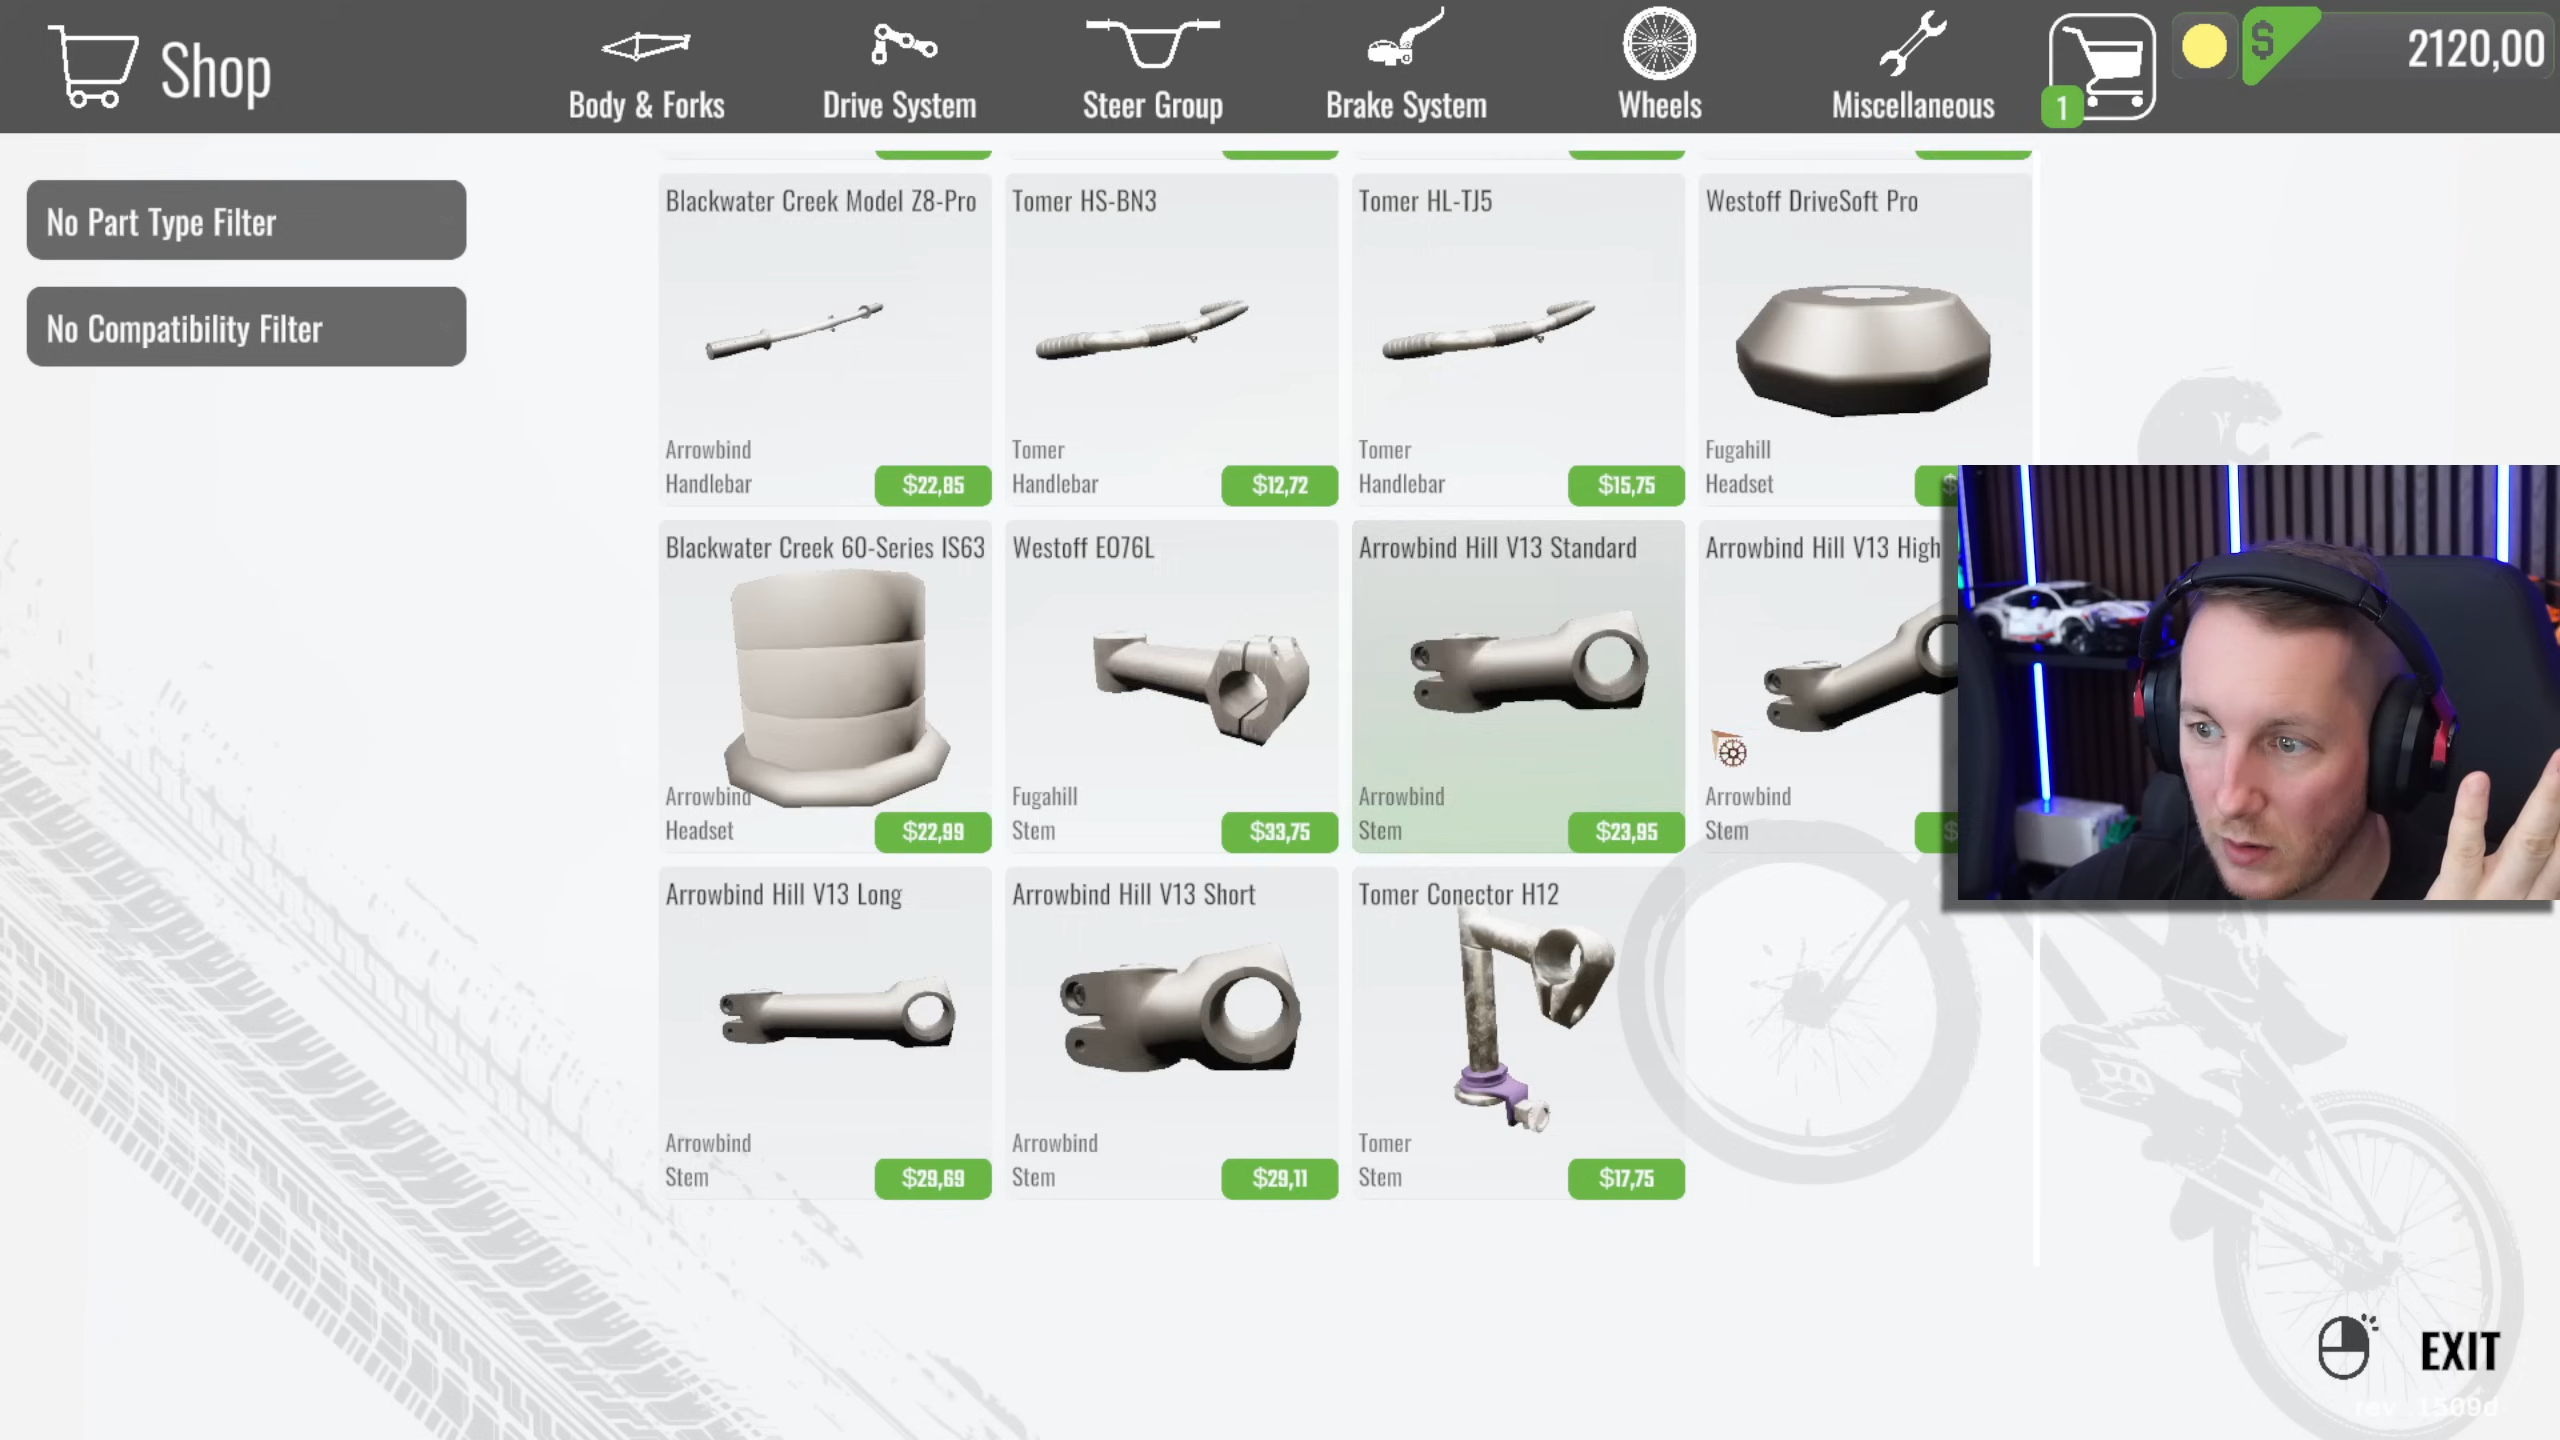 Shop
Body & Forks
Drive System
Steer Group
Brake System
Wheels
Miscellaneous
1
$
2120,00
No Part Type Filter
No Compatibility Filter
Blackwater Creek Model Z8-Pro
Arrowbind
Handlebar
$22,85
Tomer HS-BN3
Tomer
Handlebar
$12,72
Tomer HL-TJ5
Tomer
Handlebar
$15,75
Westoff DriveSoft Pro
Fugahill
Headset
$
Blackwater Creek 60-Series IS63
Arrowbind
Headset
$22,99
Westoff EO76L
Fugahill
Stem
$33,75
Arrowbind Hill V13 Standard
Arrowbind
Stem
$23,95
Arrowbind Hill V13 High
Arrowbind
Stem
$
Arrowbind Hill V13 Long
Arrowbind
Stem
$29,69
Arrowbind Hill V13 Short
Arrowbind
Stem
$29,11
Tomer Conector H12
Tomer
Stem
$17,75
EXIT
rev 1509d